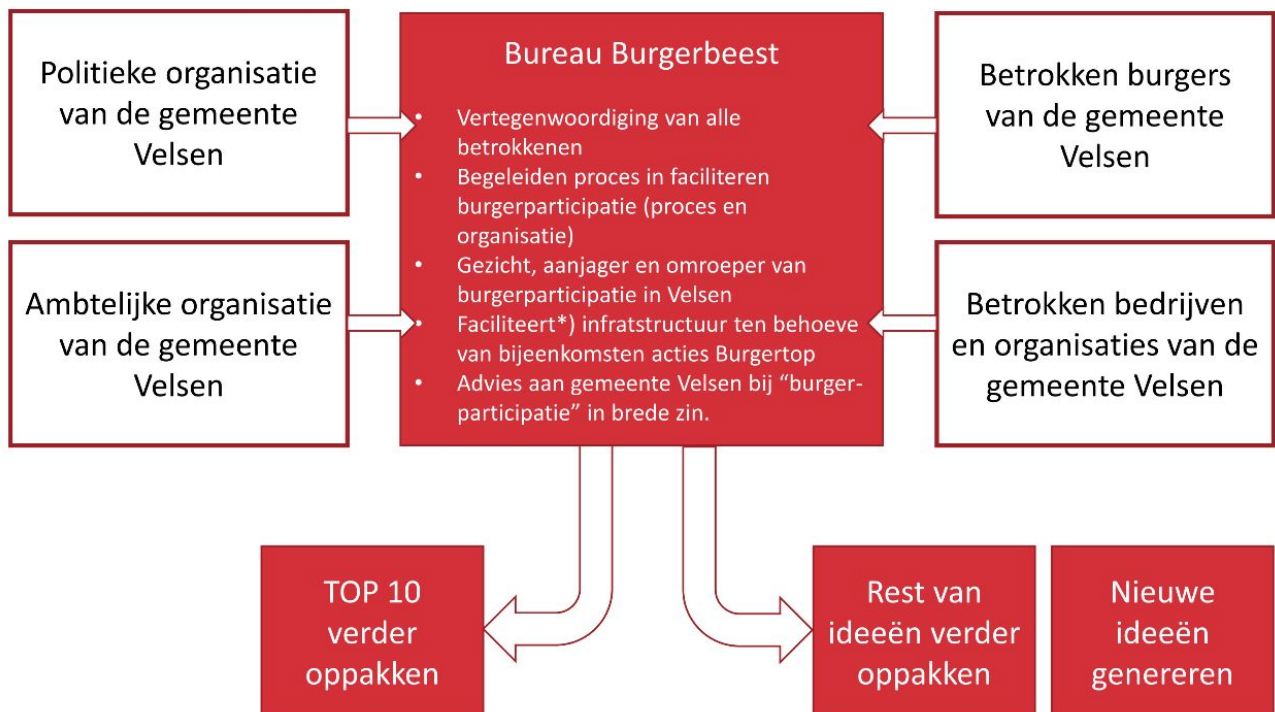 Politieke organisatie
van de gemeente
Velsen
Ambtelijke organisatie
van de gemeente
Velsen
Bureau Burgerbeest
• Vertegenwoordiging van alle
betrokkenen
• Begeleiden proces in faciliteren
burgerparticipatie (proces en
organisatie)
• Gezicht, aanjager en omroeper van
burgerparticipatie in Velsen
• Faciliteert*) infratstructuur ten behoeve
van bijeenkomsten acties Burgertop
• Advies aan gemeente Velsen bij “burger-
participatie” in brede zin.
Betrokken burgers
van de gemeente
Velsen
Betrokken bedrijven
en organisaties van de
gemeente Velsen
TOP 10
verder
oppakken
Rest van
ideeën verder
oppakken
Nieuwe
ideeën
genereren